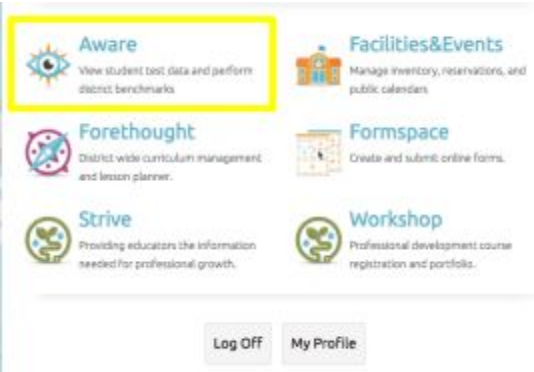 Aware
View student test data and perform
district benchmarks
Facilities&Events
Manage inventory, reservations, and
public calendars
Forethought
District wide curriculum management
and lesson planner.
Formspace
Create and submit online forms.
Strive
Providing educators the information
needed for professional growth.
Workshop
Professional development course
registration and portfolio.
Log Off
My Profile